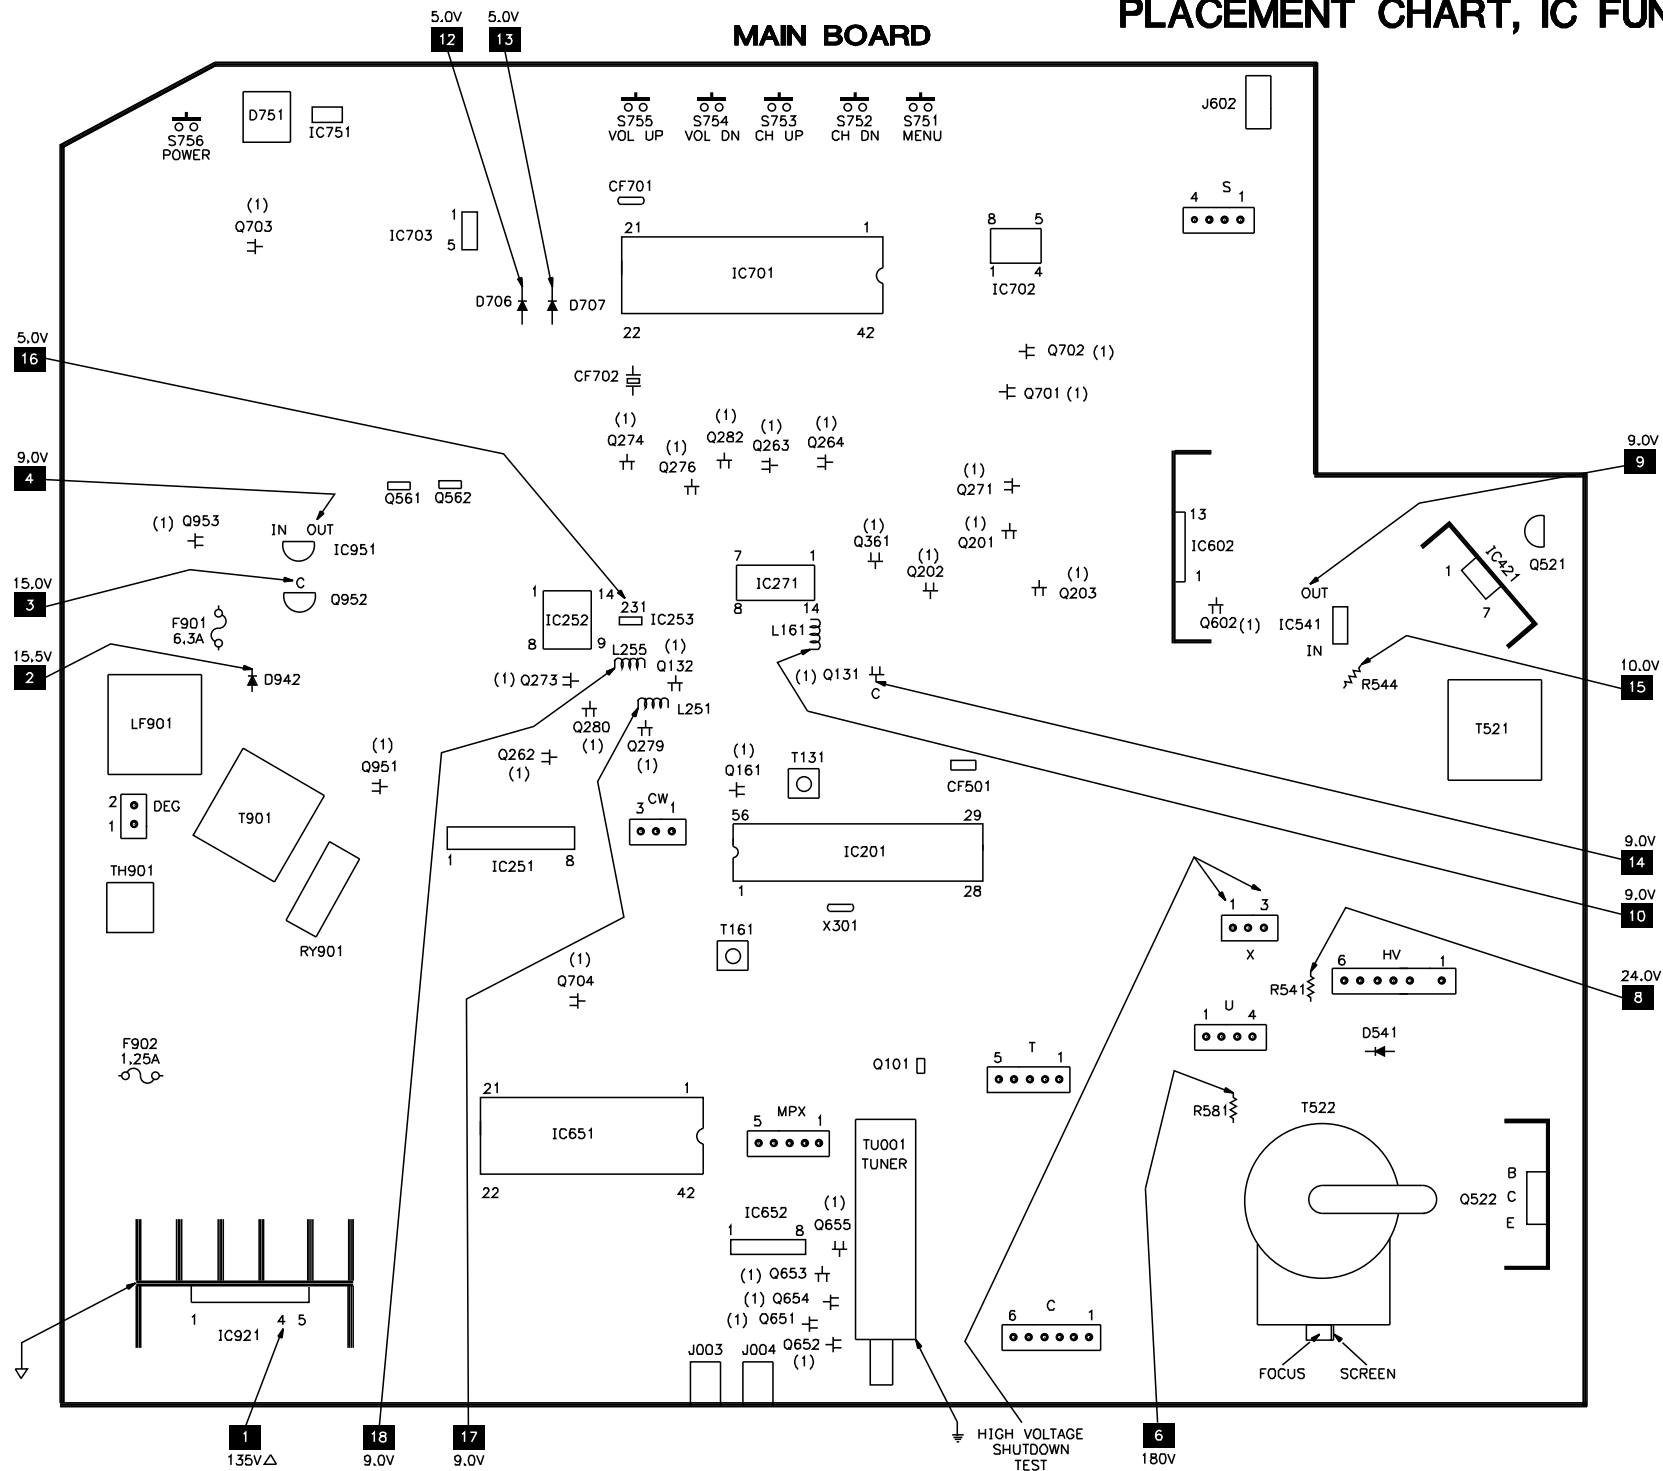 PLACEMENT CHART, IC FUN
MAIN BOARD
5.0V 5.0V
12 13
D751
IC751
S756
POWER
S755
VOL UP
S754
VOL DN
S753
CH UP
S752
CH DN
S751
MENU
J602
CF701
(1)
Q703
IC703
1
5
21 1
IC701
22 42
8 5
1 4
IC702
S
4 1
D706 D707
5.0V
16
CF702
Q702 (1)
Q701 (1)
(1)
Q274
(1)
Q276
(1)
Q282
(1)
Q263
(1)
Q264
9.0V
4
9.0V
9
Q561 Q562
(1)
Q271
(1) Q953
IN OUT
IC951
(1)
Q361
(1)
Q201
13
IC602
1
IC421
1
7
Q521
7 1
IC271
8 14
(1)
Q202
(1)
Q203
15.0V
3
C
Q952
1 14
IC252
8 9
231
IC253
OUT
IC541
IN
Q602 (1)
F901
6.3A
L161
15.5V
2
D942
L255
(1)
Q132
(1) Q273
(1) Q131
C
R544
10.0V
15
LF901
L251
Q280
(1)
Q279
(1)
T521
(1)
Q951
Q262
(1)
(1)
Q161
T131
CF501
2
1
DEG
T901
CW
3 1
56 29
IC201
1 28
9.0V
14
1 8
IC251
TH901
9.0V
10
X301
1 3
X
RY901
T161
(1)
Q704
6 HV 1
R541
24.0V
8
U
1 4
F902
1.25A
D541
Q101
T
5 1
21 1
IC651
22 42
MPX
5 1
R581
T522
TU001
TUNER
B
C
E
Q522
IC652
1 8
(1)
Q655
(1) Q653
(1) Q654
(1) Q651
Q652
(1)
C
6 1
1 4 5
IC921
J003 J004
FOCUS SCREEN
1
135V△
18
9.0V
17
9.0V
HIGH VOLTAGE
SHUTDOWN
TEST
6
180V